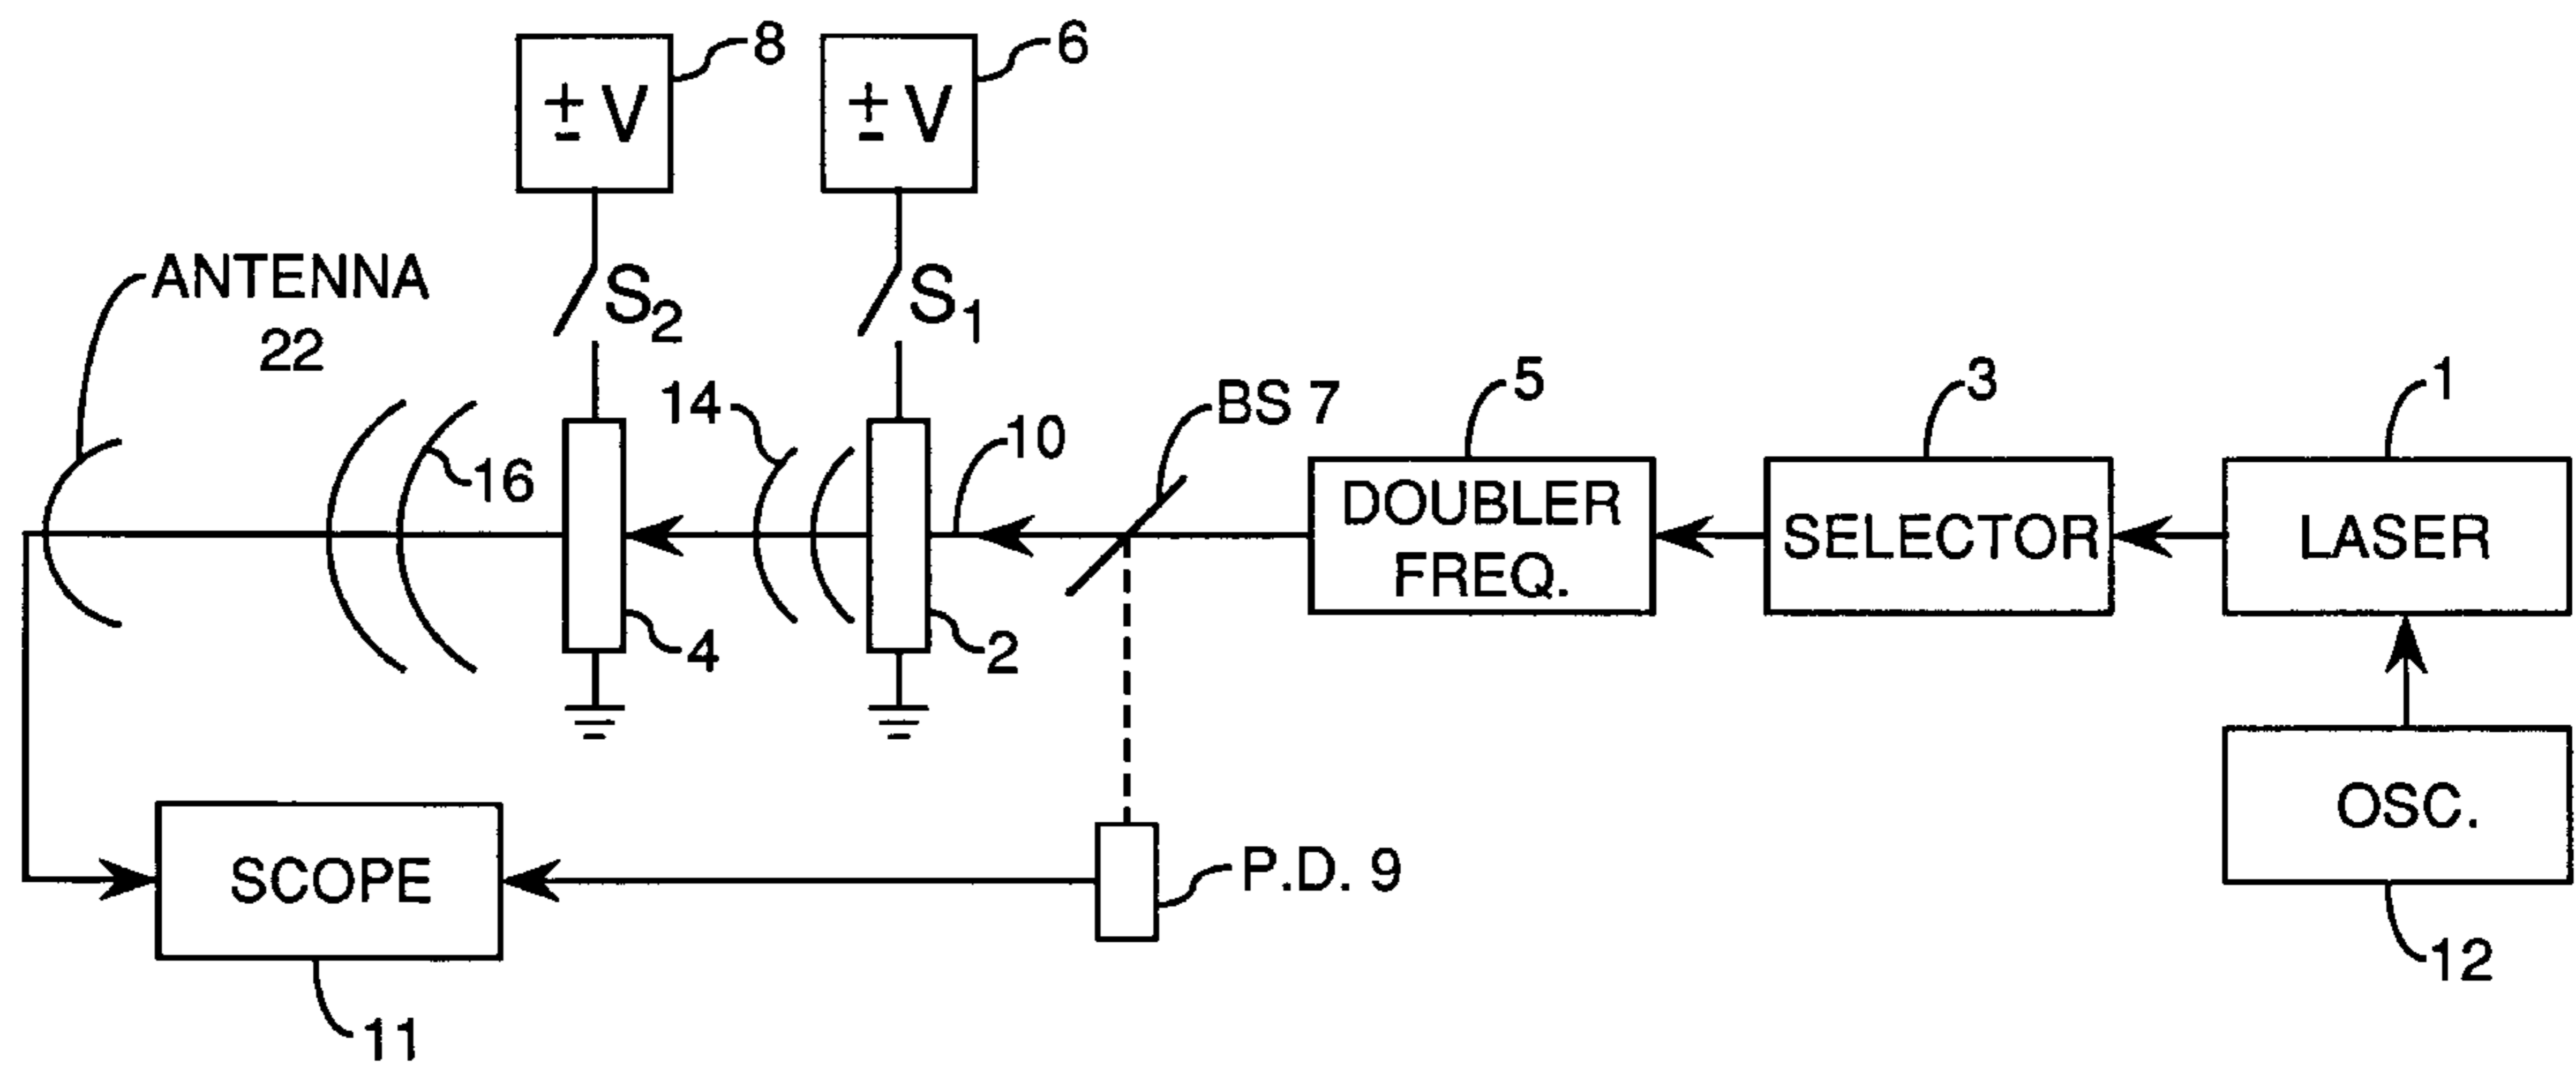 8
6
± V
± V
ANTENNA
22
S2
S1
14
10
BS 7
5
3
1
16
DOUBLER
FREQ.
SELECTOR
LASER
4
2
OSC.
SCOPE
P.D. 9
12
11